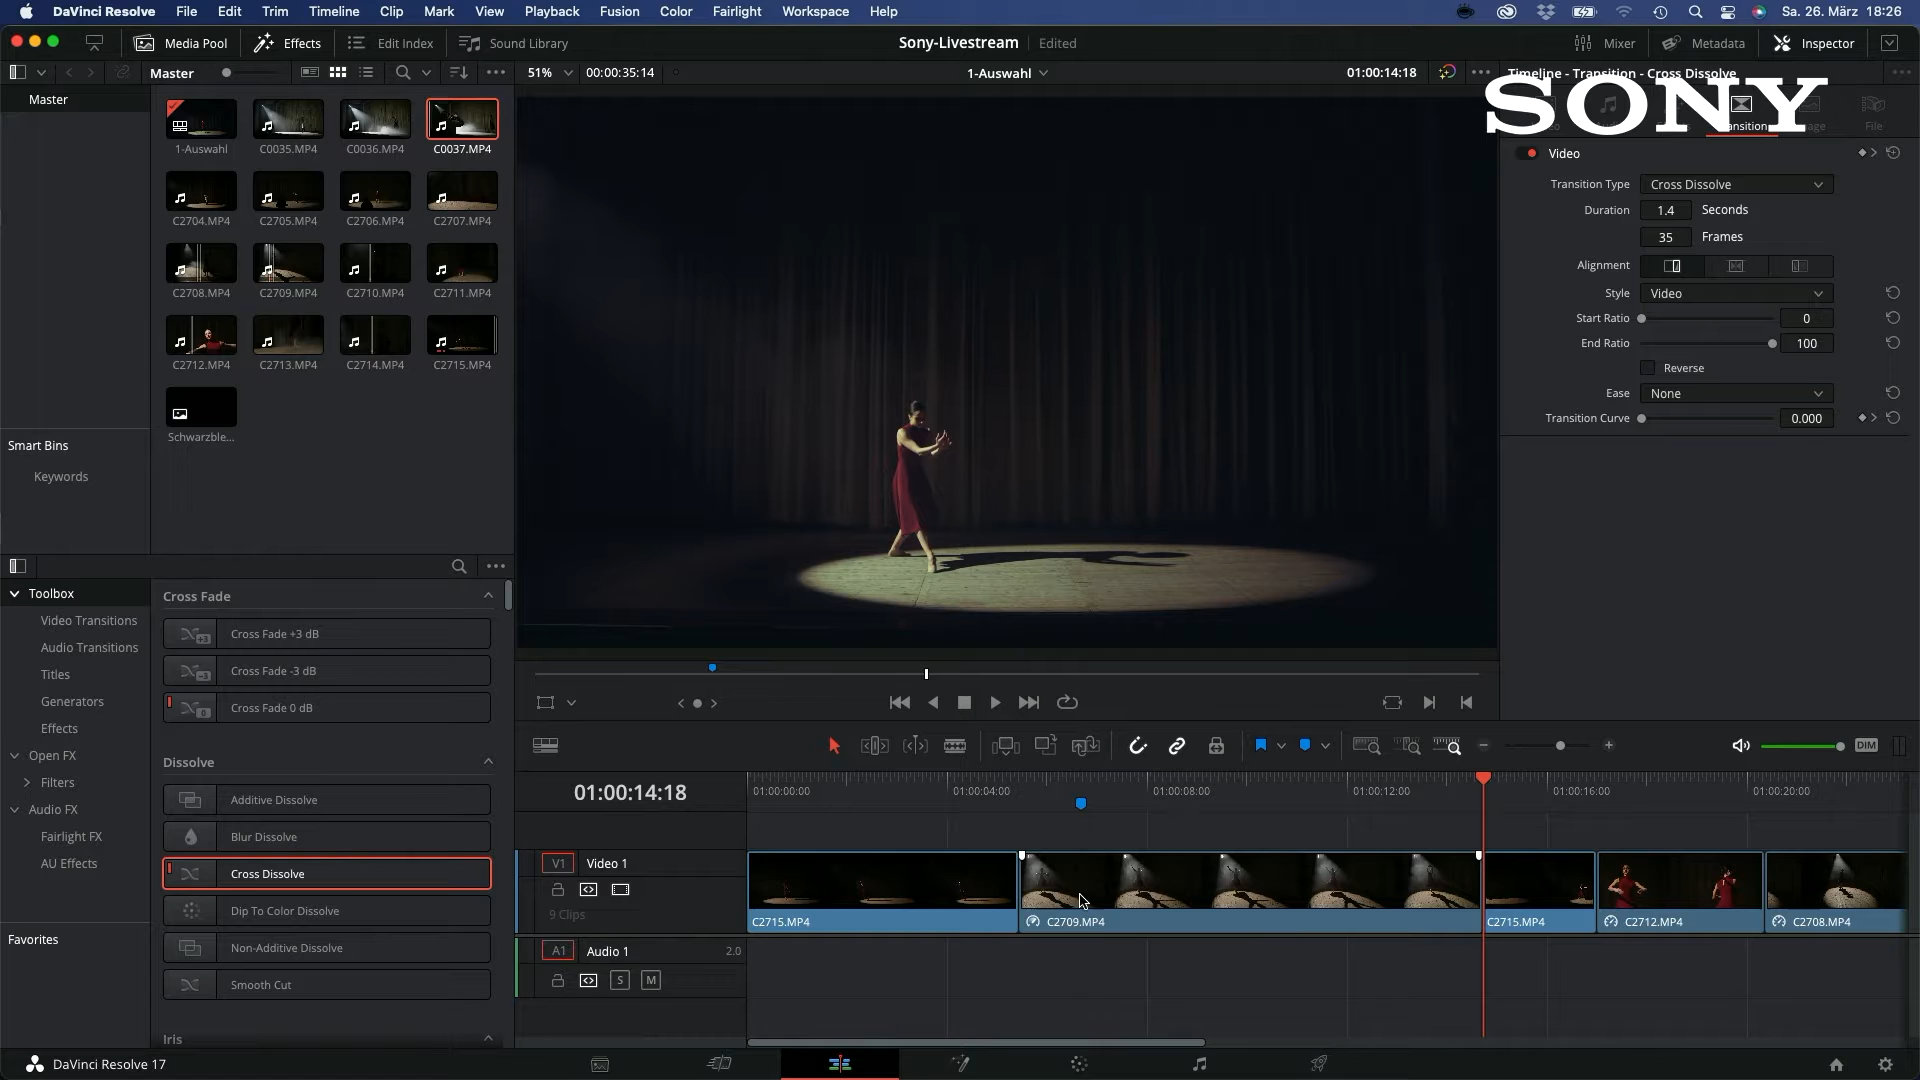 DaVinci Resolve File Edit Trim Timeline Clip Mark View Playback Fusion Color Fairlight Workspace Help Sa. 26. März 18:26
Media Pool Effects Edit Index Sound Library Sony-Livestream Edited Mixer Metadata Inspector
Master 51% 00:00:35:14 1-Auswahl 01:00:14:18 Timeline - Transition - Cross Dissolve
SONY
Master
1-Auswahl C0035.MP4 C0036.MP4 C0037.MP4
C2704.MP4 C2705.MP4 C2706.MP4 C2707.MP4
C2708.MP4 C2709.MP4 C2710.MP4 C2711.MP4
C2712.MP4 C2713.MP4 C2714.MP4 C2715.MP4
Schwarzble...
Smart Bins
Keywords
File
Video
Transition Type Cross Dissolve
Duration 1.4 Seconds
35 Frames
Alignment
Style Video
Start Ratio 0
End Ratio 100
Reverse
Ease None
Transition Curve 0.000
Toolbox
Video Transitions
Audio Transitions
Titles
Generators
Effects
Open FX
Filters
Audio FX
Fairlight FX
AU Effects
Favorites
Cross Fade
Cross Fade +3 dB
Cross Fade -3 dB
Cross Fade 0 dB
Dissolve
Additive Dissolve
Blur Dissolve
Cross Dissolve
Dip To Color Dissolve
Non-Additive Dissolve
Smooth Cut
Iris
DIM
01:00:14:18
01:00:00:00 01:00:04:00 01:00:08:00 01:00:12:00 01:00:16:00 01:00:20:00
V1 Video 1
9 Clips
C2715.MP4 C2709.MP4 C2715.MP4 C2712.MP4 C2708.MP4
A1 Audio 1 2.0
S M
DaVinci Resolve 17